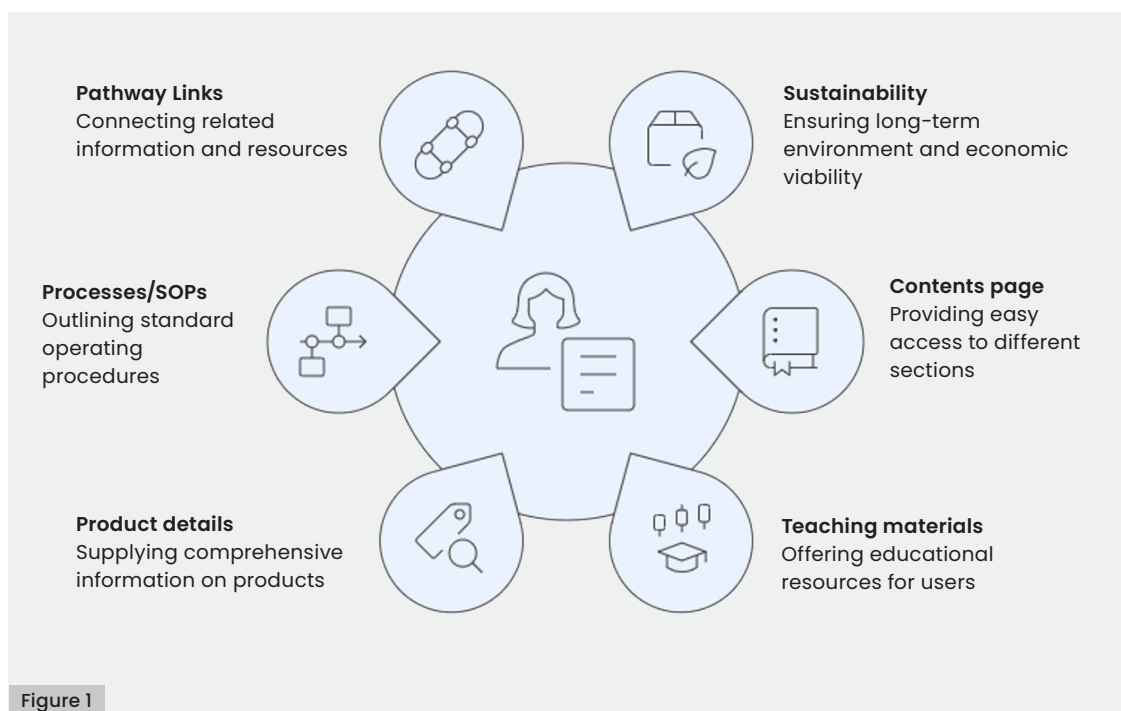 Pathway Links
Connecting related
information and resources
Sustainability
Ensuring long-term
environment and economic
viability
Processes/SOPs
Outlining standard
operating
procedures
Contents page
Providing easy
access to different
sections
Product details
Supplying comprehensive
information on products
Teaching materials
Offering educational
resources for users
Figure 1